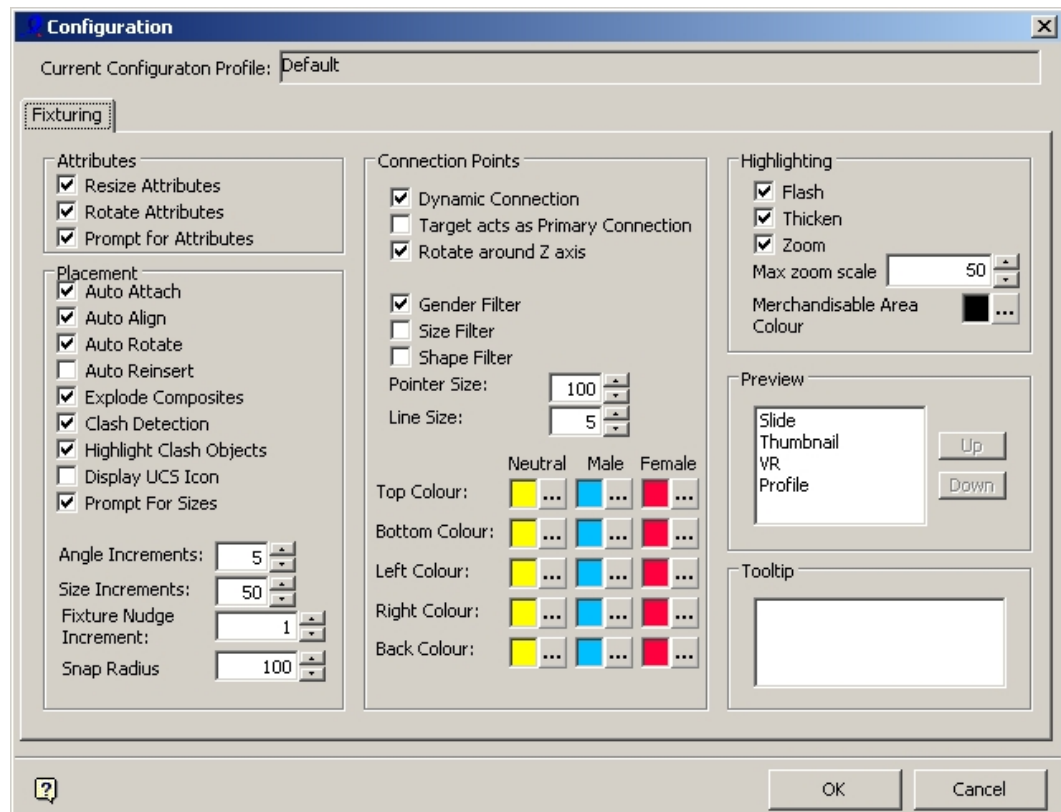 Configuration
Current Configuraton Profile: Default
Fixturing
Attributes
Resize Attributes
Rotate Attributes
Prompt for Attributes
Placement
Auto Attach
Auto Align
Auto Rotate
Auto Reinsert
Explode Composites
Clash Detection
Highlight Clash Objects
Display UCS Icon
Prompt For Sizes
Angle Increments: 5
Size Increments: 50
Fixture Nudge
Increment: 1
Snap Radius 100
Connection Points
Dynamic Connection
Target acts as Primary Connection
Rotate around Z axis
Gender Filter
Size Filter
Shape Filter
Pointer Size: 100
Line Size: 5
Neutral Male Female
Top Colour: ... ... ...
Bottom Colour: ... ... ...
Left Colour: ... ... ...
Right Colour: ... ... ...
Back Colour: ... ... ...
Highlighting
Flash
Thicken
Zoom
Max zoom scale 50
Merchandisable Area
Colour ...
Preview
Slide
Thumbnail
VR
Profile
Up
Down
Tooltip
?
OK
Cancel